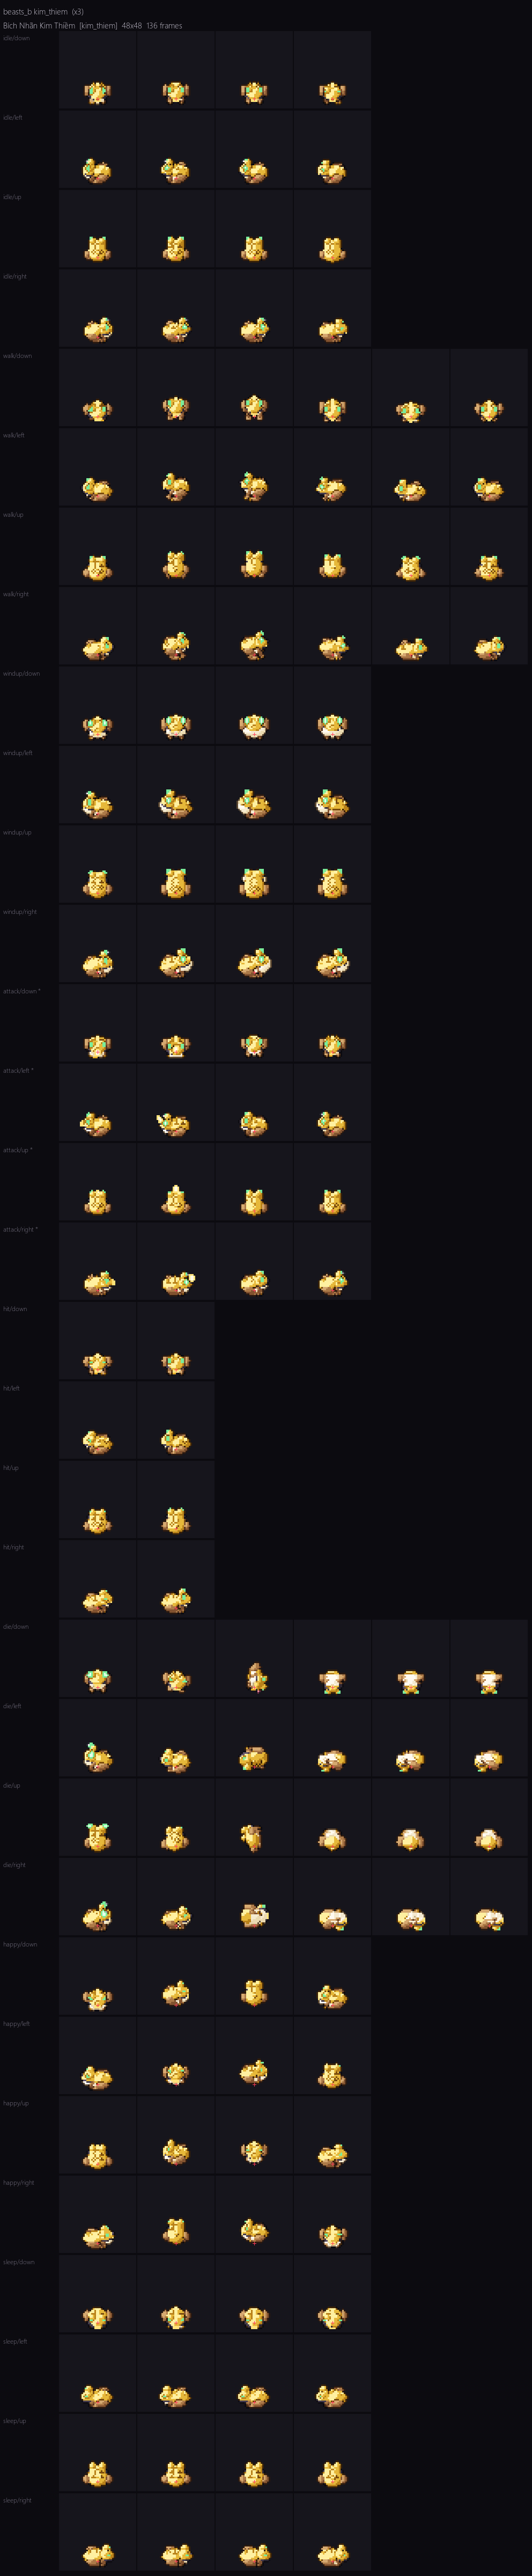 beasts_b kim_thiem (x3)
Bích Nhãn Kim Thiềm [kim_thiem] 48x48 136 frames
idle/down
idle/left
idle/up
idle/right
walk/down
walk/left
walk/up
walk/right
windup/down
windup/left
windup/up
windup/right
attack/down *
attack/left *
attack/up *
attack/right *
hit/down
hit/left
hit/up
hit/right
die/down
die/left
die/up
die/right
happy/down
happy/left
happy/up
happy/right
sleep/down
sleep/left
sleep/up
sleep/right